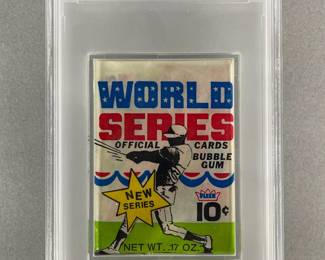 WORLD
SERIES
OFFICIAL CARDS
BUBBLE
GUM
NEW
SERIES
FLEER
10¢
NET WT. .17 OZ.